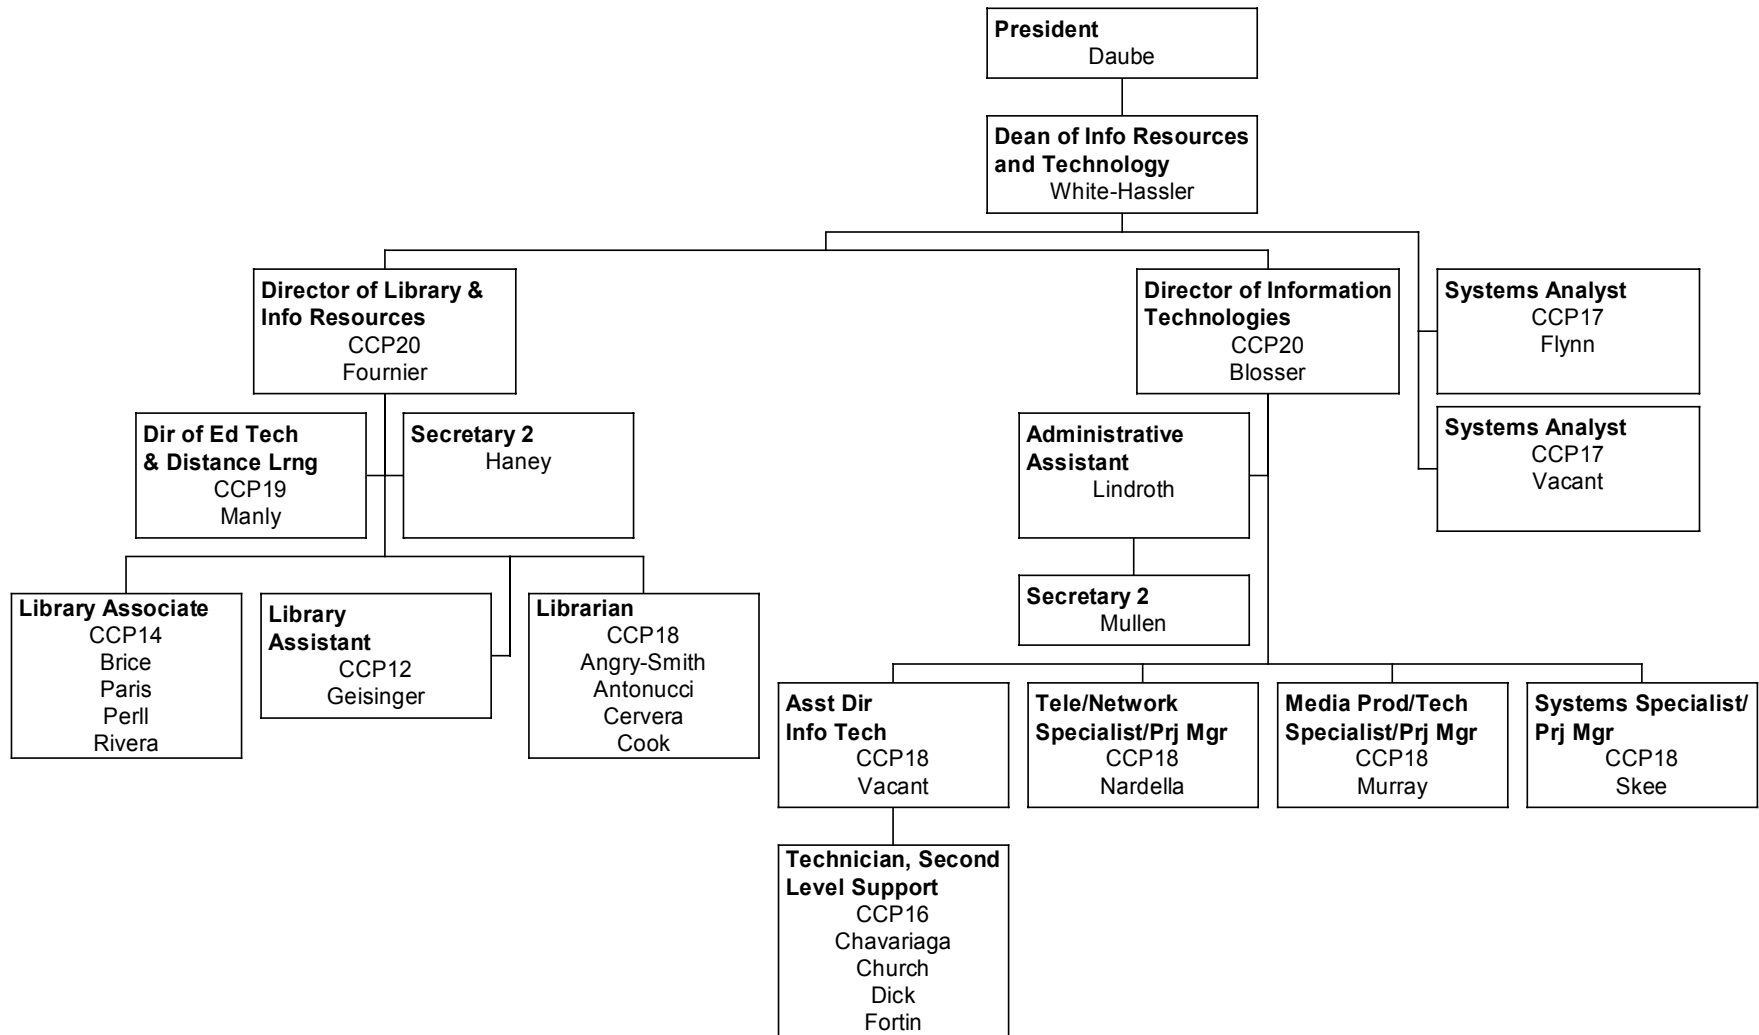 President
Daube
Dean of Info Resources
and Technology
White-Hassler
Director of Library &
Info Resources
CCP20
Fournier
Director of Information
Technologies
CCP20
Blosser
Systems Analyst
CCP17
Flynn
Dir of Ed Tech
& Distance Lrng
CCP19
Manly
Secretary 2
Haney
Administrative
Assistant
Lindroth
Systems Analyst
CCP17
Vacant
Secretary 2
Mullen
Library Associate
CCP14
Brice
Paris
Perll
Rivera
Library
Assistant
CCP12
Geisinger
Librarian
CCP18
Angry-Smith
Antonucci
Cervera
Cook
Asst Dir
Info Tech
CCP18
Vacant
Tele/Network
Specialist/Prj Mgr
CCP18
Nardella
Media Prod/Tech
Specialist/Prj Mgr
CCP18
Murray
Systems Specialist/
Prj Mgr
CCP18
Skee
Technician, Second
Level Support
CCP16
Chavariaga
Church
Dick
Fortin